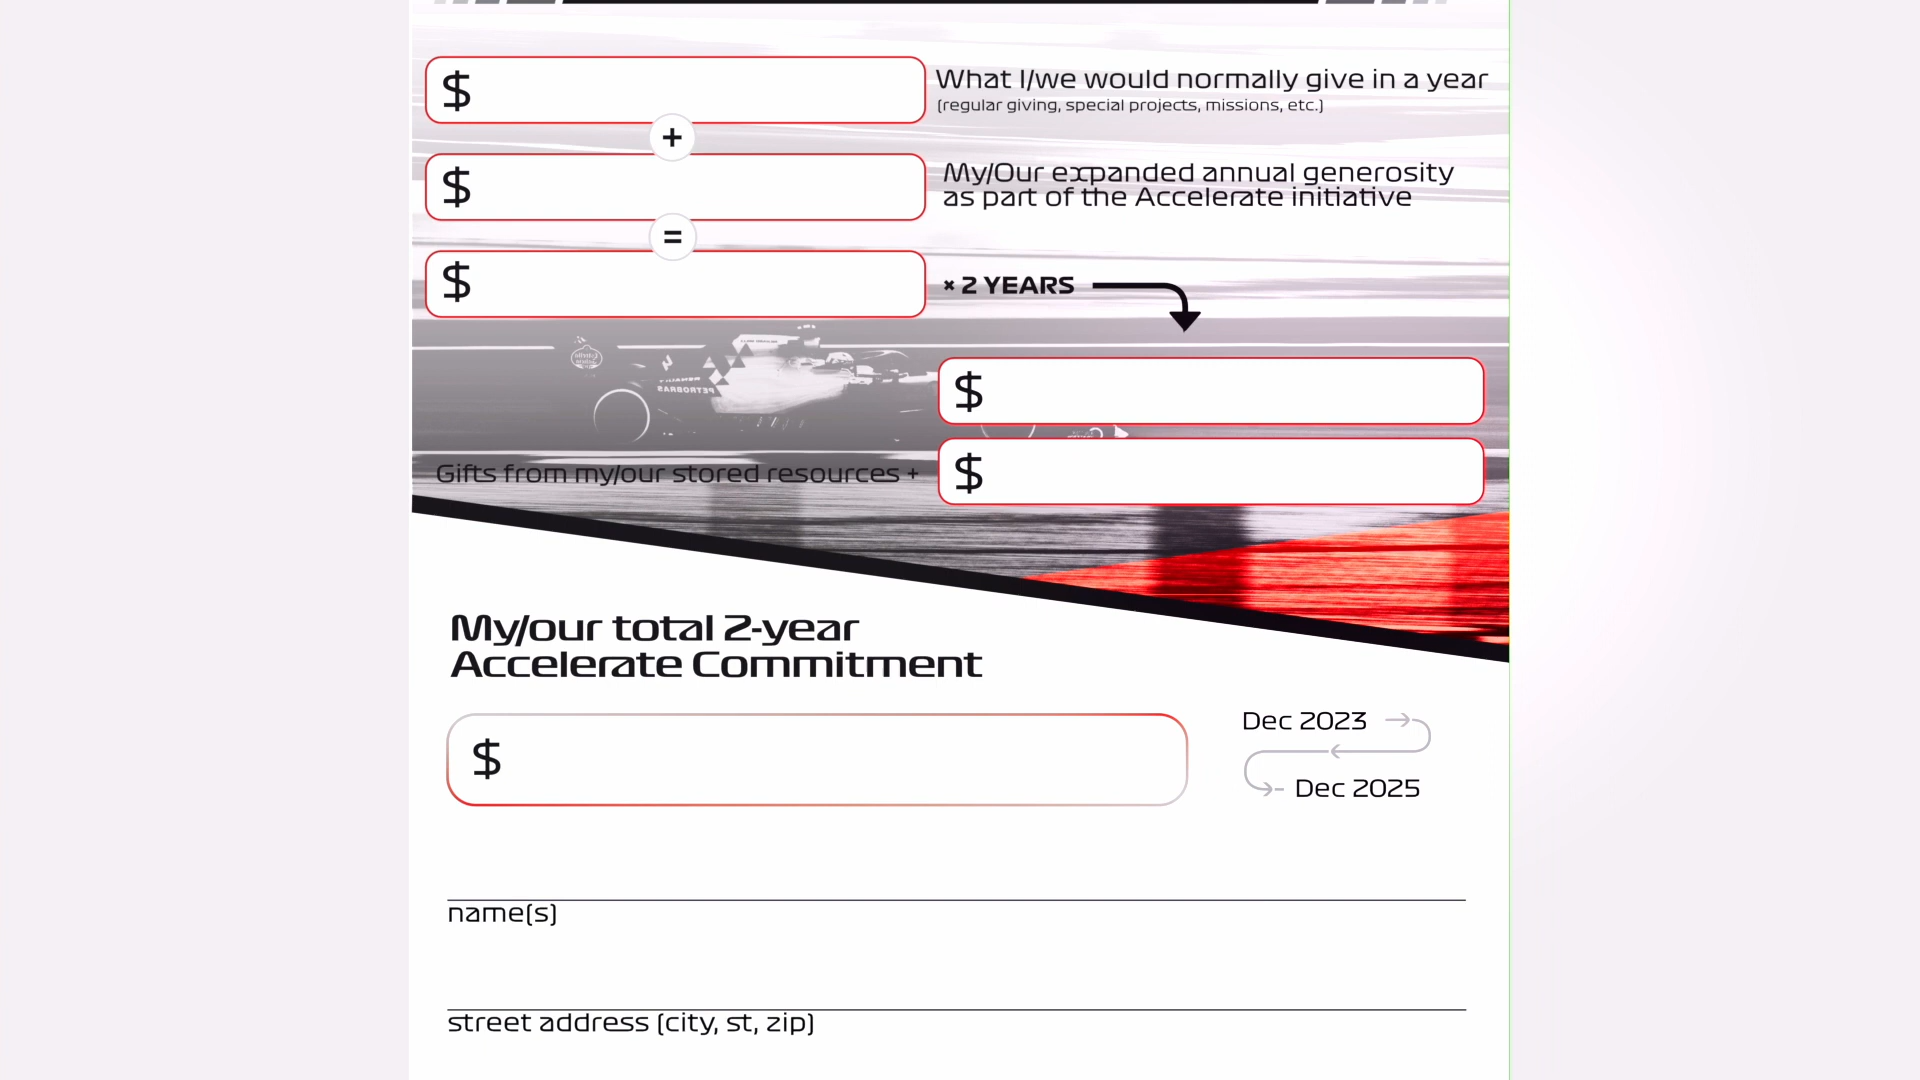 $
What I/we would normally give in a year
(regular giving, special projects, missions, etc.)
+
$
My/Our expanded annual generosity
as part of the Accelerate initiative
=
$
× 2 YEARS
$
Gifts from my/our stored resources +
$
My/our total 2-year
Accelerate Commitment
$
Dec 2023
Dec 2025
name(s)
street address (city, st, zip)